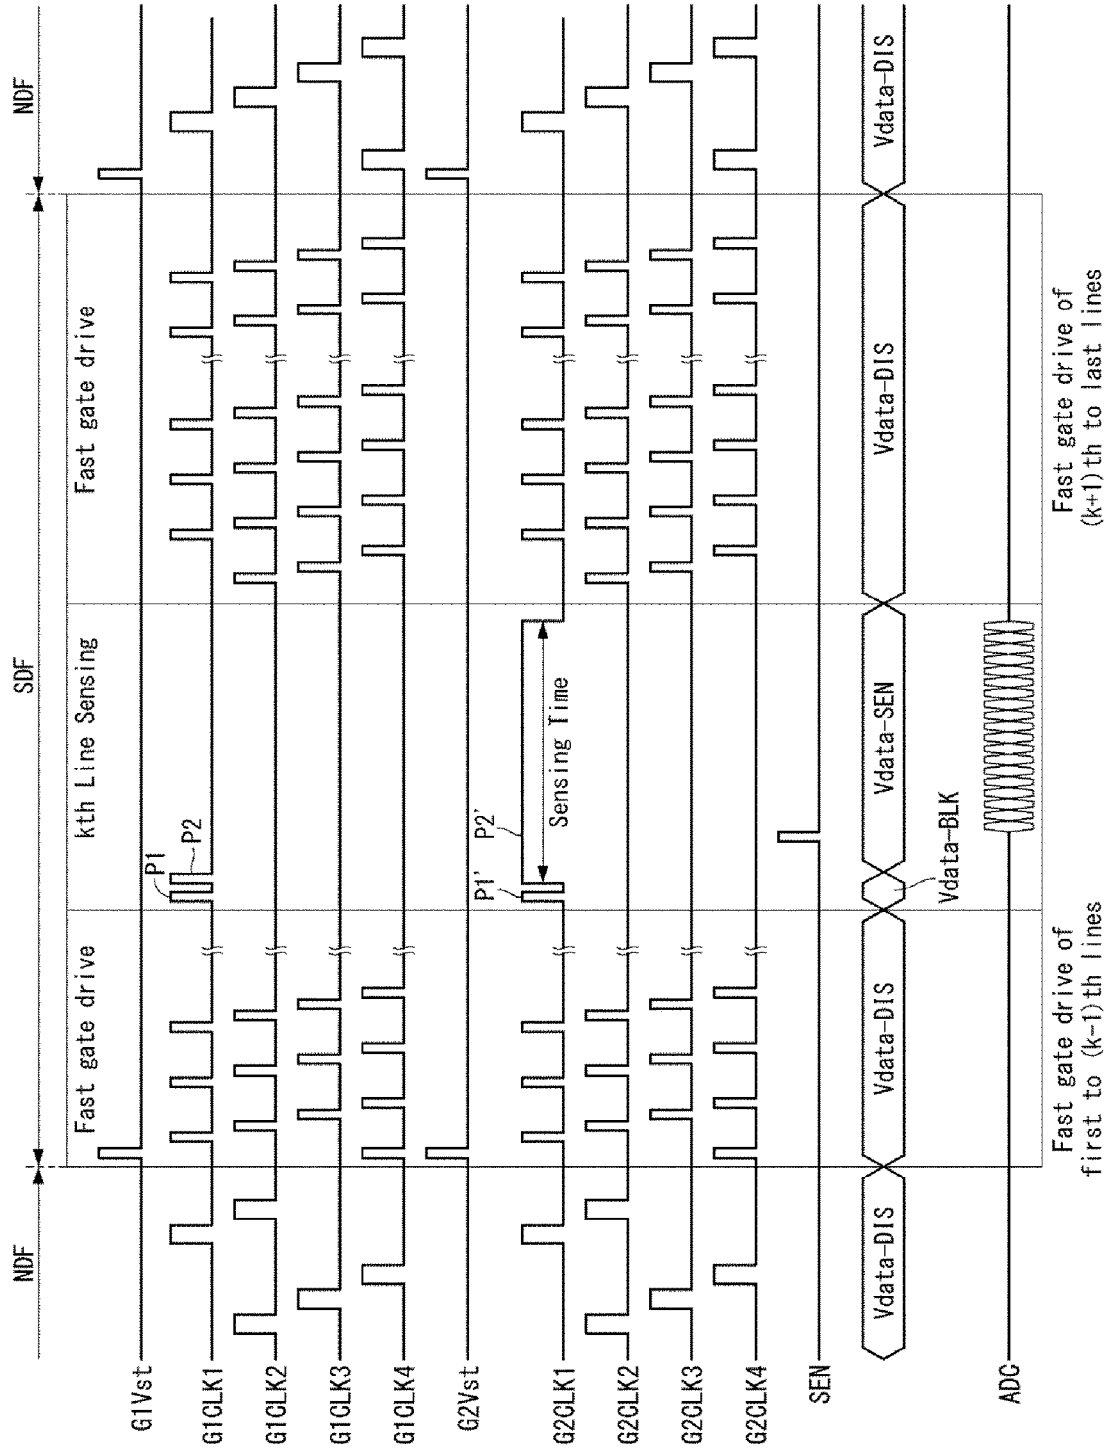 NDF
SDF
NDF
Fast gate drive
kth Line Sensing
Fast gate drive
G1Vst
P1
P2
G1CLK1
G1CLK2
G1CLK3
G1CLK4
G2Vst
P1'
P2'
Sensing Time
G2CLK1
G2CLK2
G2CLK3
G2CLK4
SEN
Vdata-DIS
Vdata-DIS
Vdata-SEN
Vdata-DIS
Vdata-DIS
Vdata-BLK
ADC
Fast gate drive of
first to (k-1)th lines
Fast gate drive of
(k+1)th to last lines